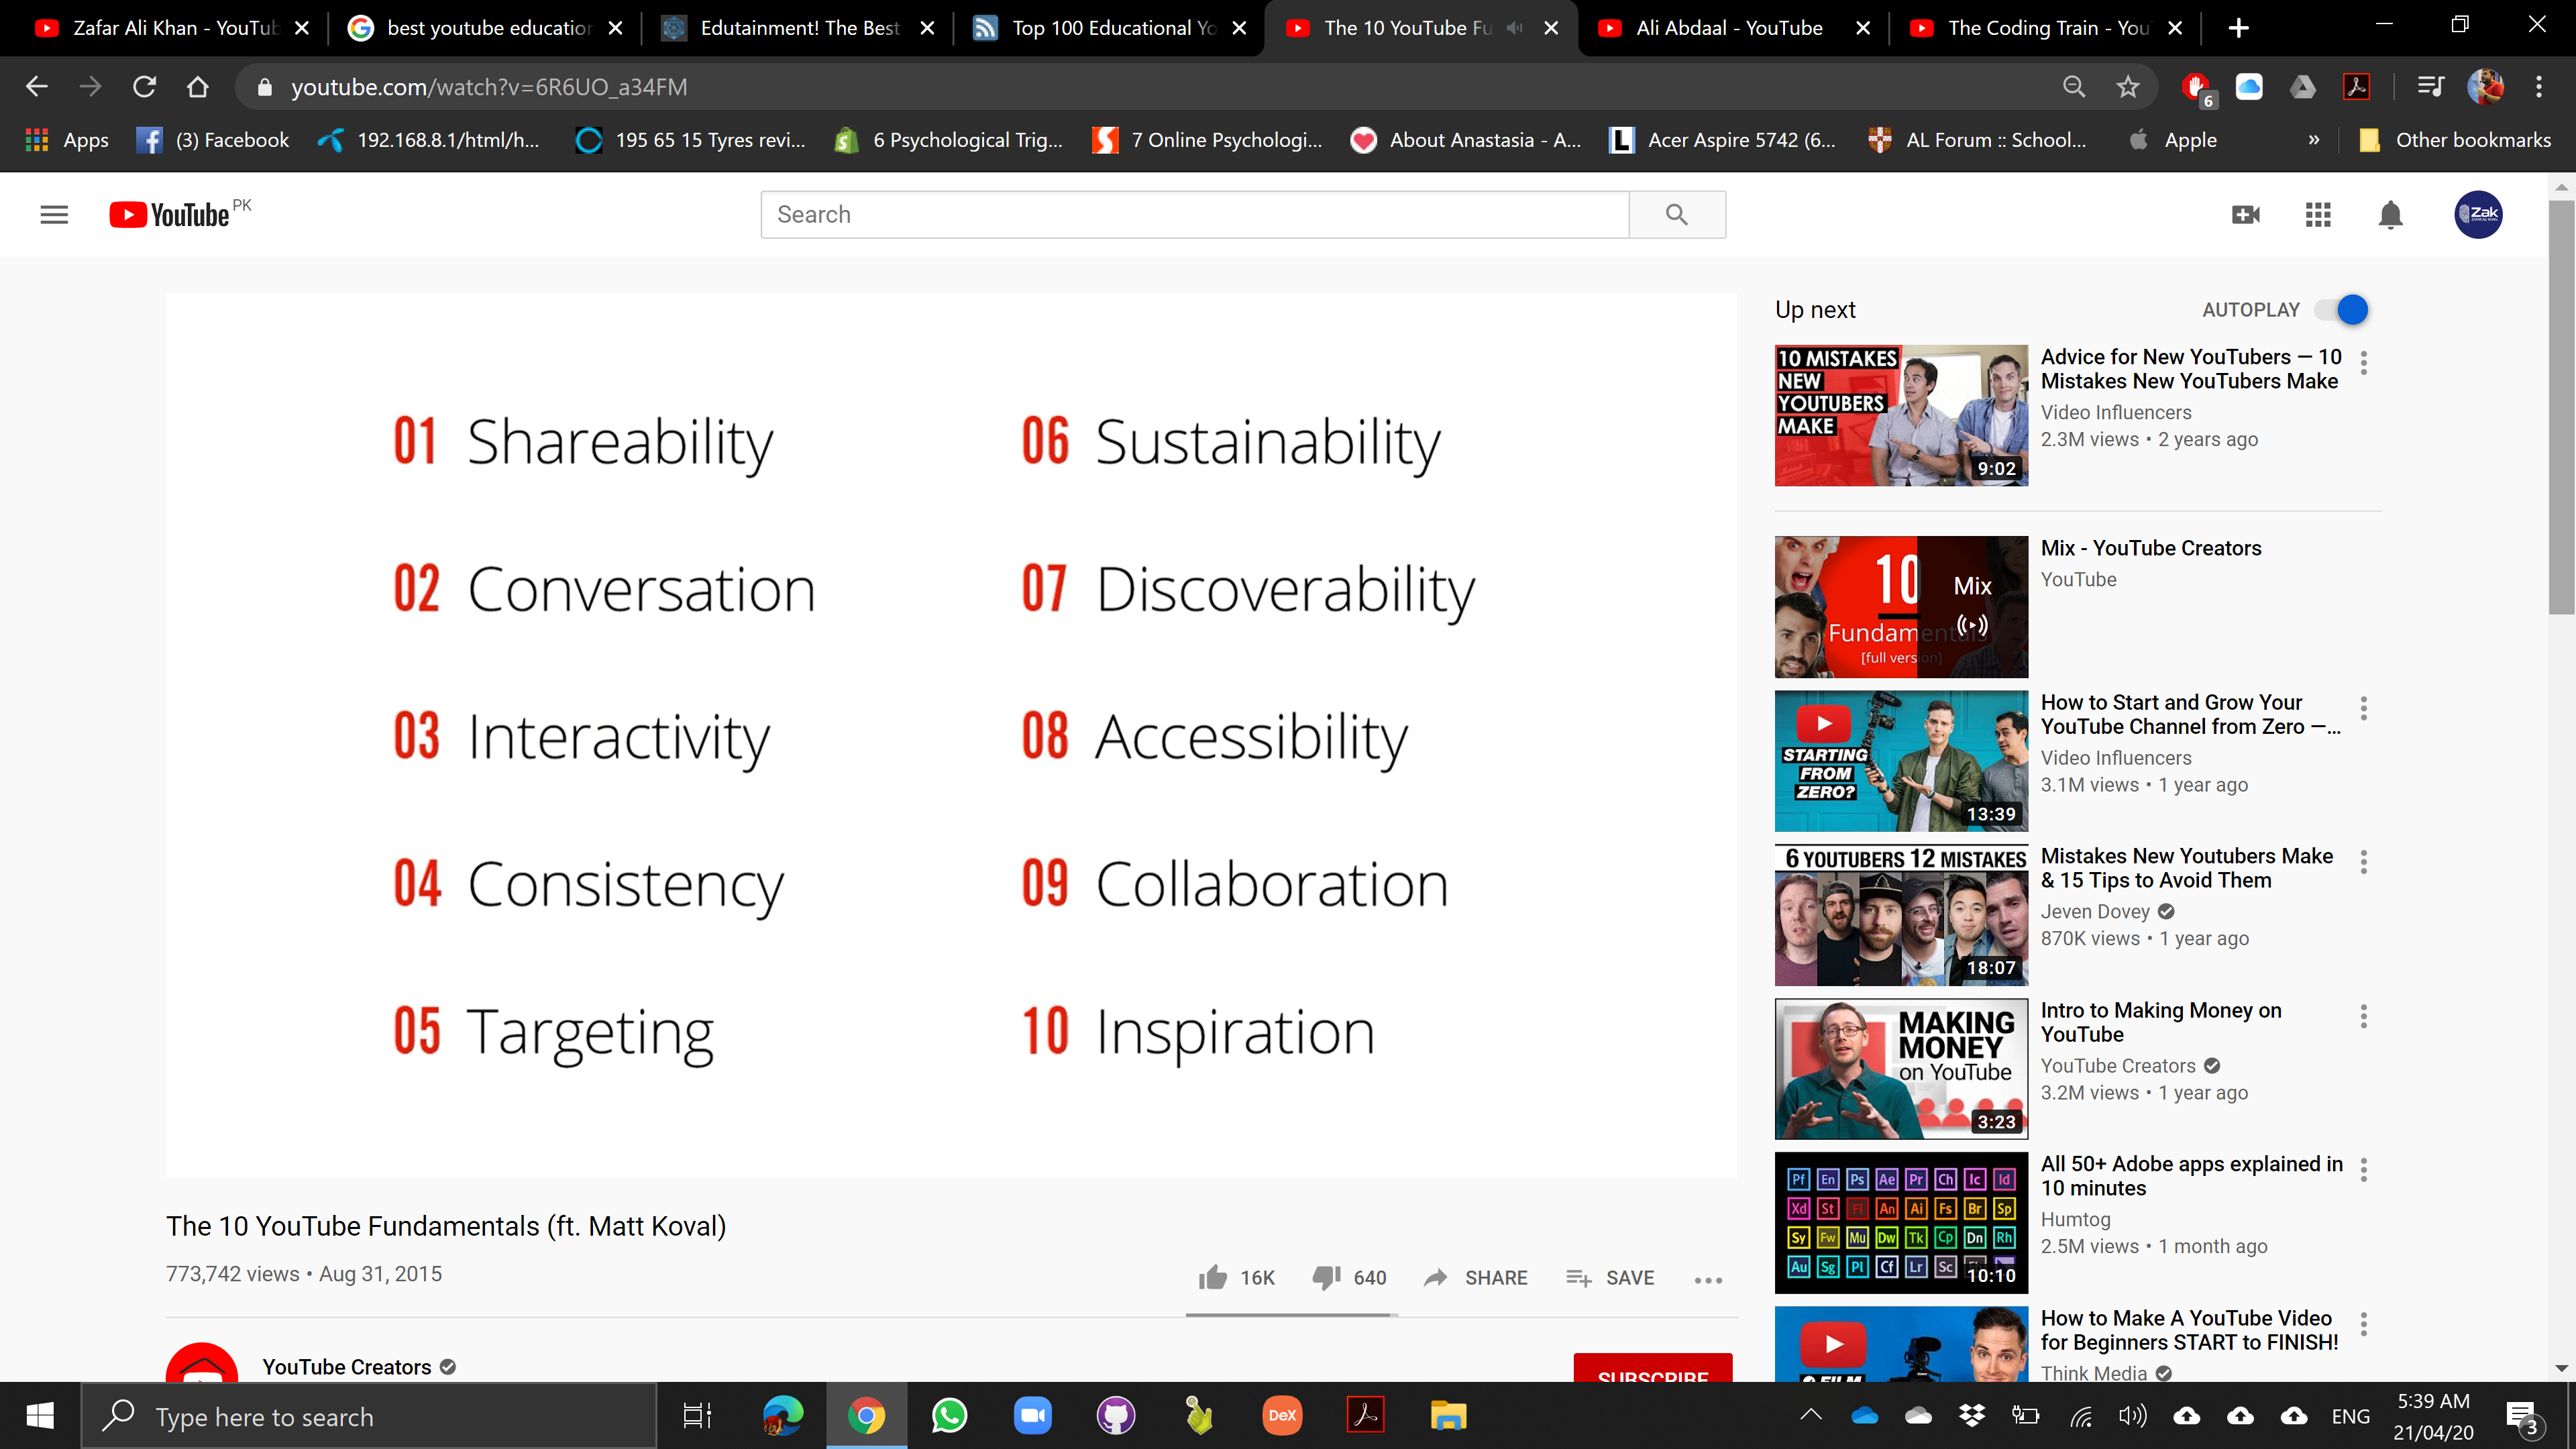 Zafar Ali Khan - YouTub
best youtube education
Edutainment! The Best
Top 100 Educational Yo
The 10 YouTube Fu
Ali Abdaal - YouTube
The Coding Train - You
youtube.com/watch?v=6R6UO_a34FM
6
Apps
(3) Facebook
192.168.8.1/html/h...
195 65 15 Tyres revi...
6 Psychological Trig...
7 Online Psychologi...
About Anastasia - A...
Acer Aspire 5742 (6...
AL Forum :: School...
Apple
»
Other bookmarks
YouTube PK
Search
Zak
01 Shareability
02 Conversation
03 Interactivity
04 Consistency
05 Targeting
06 Sustainability
07 Discoverability
08 Accessibility
09 Collaboration
10 Inspiration
The 10 YouTube Fundamentals (ft. Matt Koval)
773,742 views • Aug 31, 2015
16K
640
SHARE
SAVE
YouTube Creators
SUBSCRIBE
Up next
AUTOPLAY
10 MISTAKES
NEW
YOUTUBERS
MAKE
9:02
Advice for New YouTubers — 10
Mistakes New YouTubers Make
Video Influencers
2.3M views • 2 years ago
10
Fundamentals
[full version]
Mix
Mix - YouTube Creators
YouTube
STARTING
FROM
ZERO?
13:39
How to Start and Grow Your
YouTube Channel from Zero —...
Video Influencers
3.1M views • 1 year ago
6 YOUTUBERS 12 MISTAKES
18:07
Mistakes New Youtubers Make
& 15 Tips to Avoid Them
Jeven Dovey
870K views • 1 year ago
MAKING
MONEY
on YouTube
3:23
Intro to Making Money on
YouTube
YouTube Creators
3.2M views • 1 year ago
Pf En Ps Ae Pr Ch Ic Id
Xd St Fl An Ai Fs Br Sp
Sy Fw Mu Dw Tk Cp Dn Rh
Au Sg Pl Cf Lr Sc
10:10
All 50+ Adobe apps explained in
10 minutes
Humtog
2.5M views • 1 month ago
How to Make A YouTube Video
for Beginners START to FINISH!
Think Media
Type here to search
DeX
ENG
5:39 AM
21/04/20
3